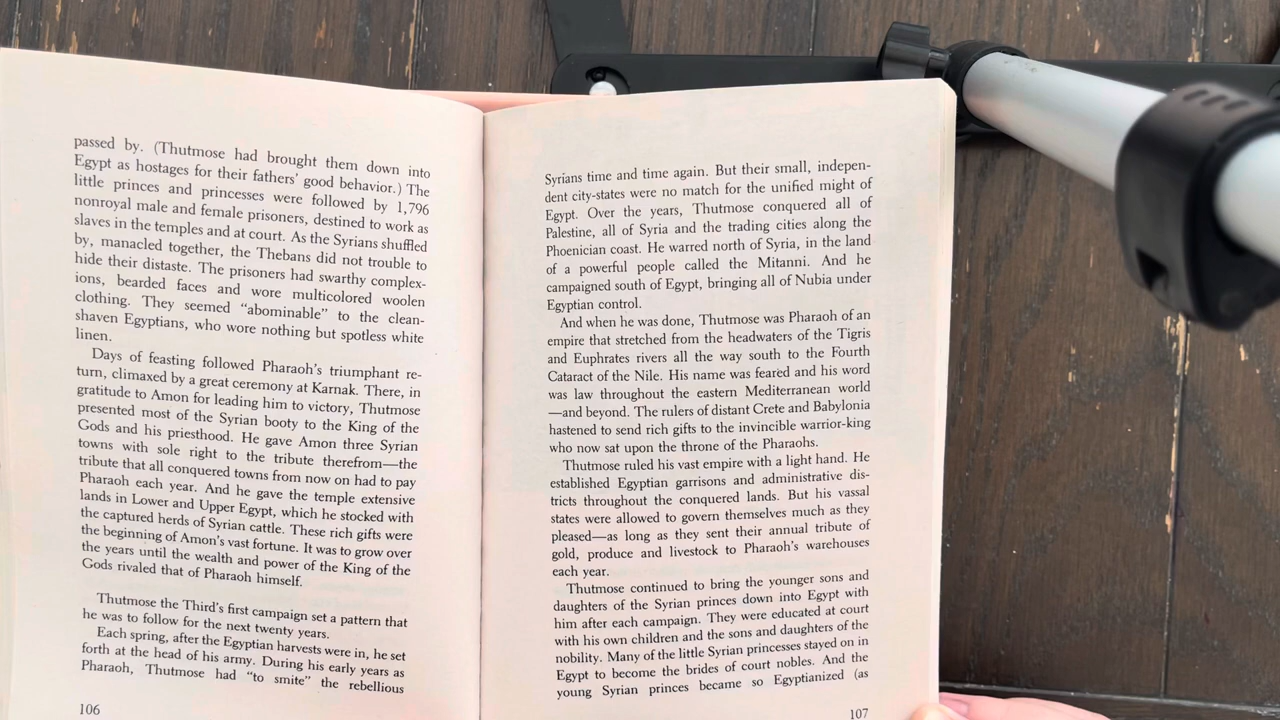 passed by. (Thutmose had brought them down into
Egypt as hostages for their fathers' good behavior.) The
little princes and princesses were followed by 1,796
nonroyal male and female prisoners, destined to work as
slaves in the temples and at court. As the Syrians shuffled
by, manacled together, the Thebans did not trouble to
hide their distaste. The prisoners had swarthy complex-
ions, bearded faces and wore multicolored woolen
clothing. They seemed “abominable” to the clean-
shaven Egyptians, who wore nothing but spotless white
linen.
Days of feasting followed Pharaoh's triumphant re-
turn, climaxed by a great ceremony at Karnak. There, in
gratitude to Amon for leading him to victory, Thutmose
presented most of the Syrian booty to the King of the
Gods and his priesthood. He gave Amon three Syrian
towns with sole right to the tribute therefrom—the
tribute that all conquered towns from now on had to pay
Pharaoh each year. And he gave the temple extensive
lands in Lower and Upper Egypt, which he stocked with
the captured herds of Syrian cattle. These rich gifts were
the beginning of Amon's vast fortune. It was to grow over
the years until the wealth and power of the King of the
Gods rivaled that of Pharaoh himself.
Thutmose the Third's first campaign set a pattern that
he was to follow for the next twenty years.
Each spring, after the Egyptian harvests were in, he set
forth at the head of his army. During his early years as
Pharaoh, Thutmose had “to smite” the rebellious
106
Syrians time and time again. But their small, indepen-
dent city-states were no match for the unified might of
Egypt. Over the years, Thutmose conquered all of
Palestine, all of Syria and the trading cities along the
Phoenician coast. He warred north of Syria, in the land
of a powerful people called the Mitanni. And he
campaigned south of Egypt, bringing all of Nubia under
Egyptian control.
And when he was done, Thutmose was Pharaoh of an
empire that stretched from the headwaters of the Tigris
and Euphrates rivers all the way south to the Fourth
Cataract of the Nile. His name was feared and his word
was law throughout the eastern Mediterranean world
—and beyond. The rulers of distant Crete and Babylonia
hastened to send rich gifts to the invincible warrior-king
who now sat upon the throne of the Pharaohs.
Thutmose ruled his vast empire with a light hand. He
established Egyptian garrisons and administrative dis-
tricts throughout the conquered lands. But his vassal
states were allowed to govern themselves much as they
pleased—as long as they sent their annual tribute of
gold, produce and livestock to Pharaoh's warehouses
each year.
Thutmose continued to bring the younger sons and
daughters of the Syrian princes down into Egypt with
him after each campaign. They were educated at court
with his own children and the sons and daughters of the
nobility. Many of the little Syrian princesses stayed on in
Egypt to become the brides of court nobles. And the
young Syrian princes became so Egyptianized (as
107